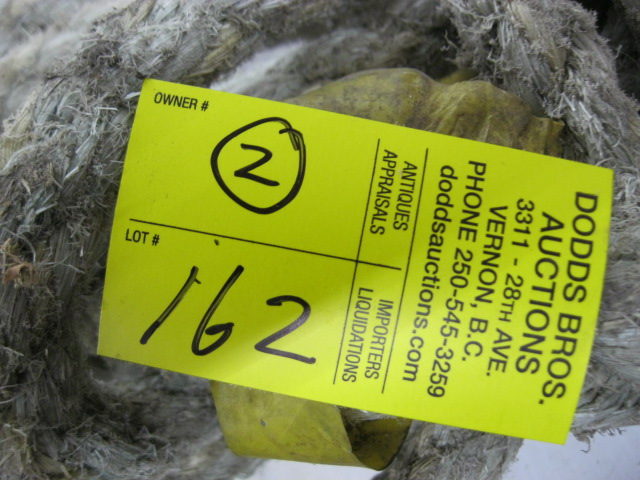 OWNER #
2
LOT #
162
ANTIQUES
APPRAISALS
IMPORTERS
LIQUIDATIONS
DODDS BROS.
AUCTIONS
3311 - 28TH AVE.
VERNON, B.C.
PHONE 250-545-3259
doddsauctions.com